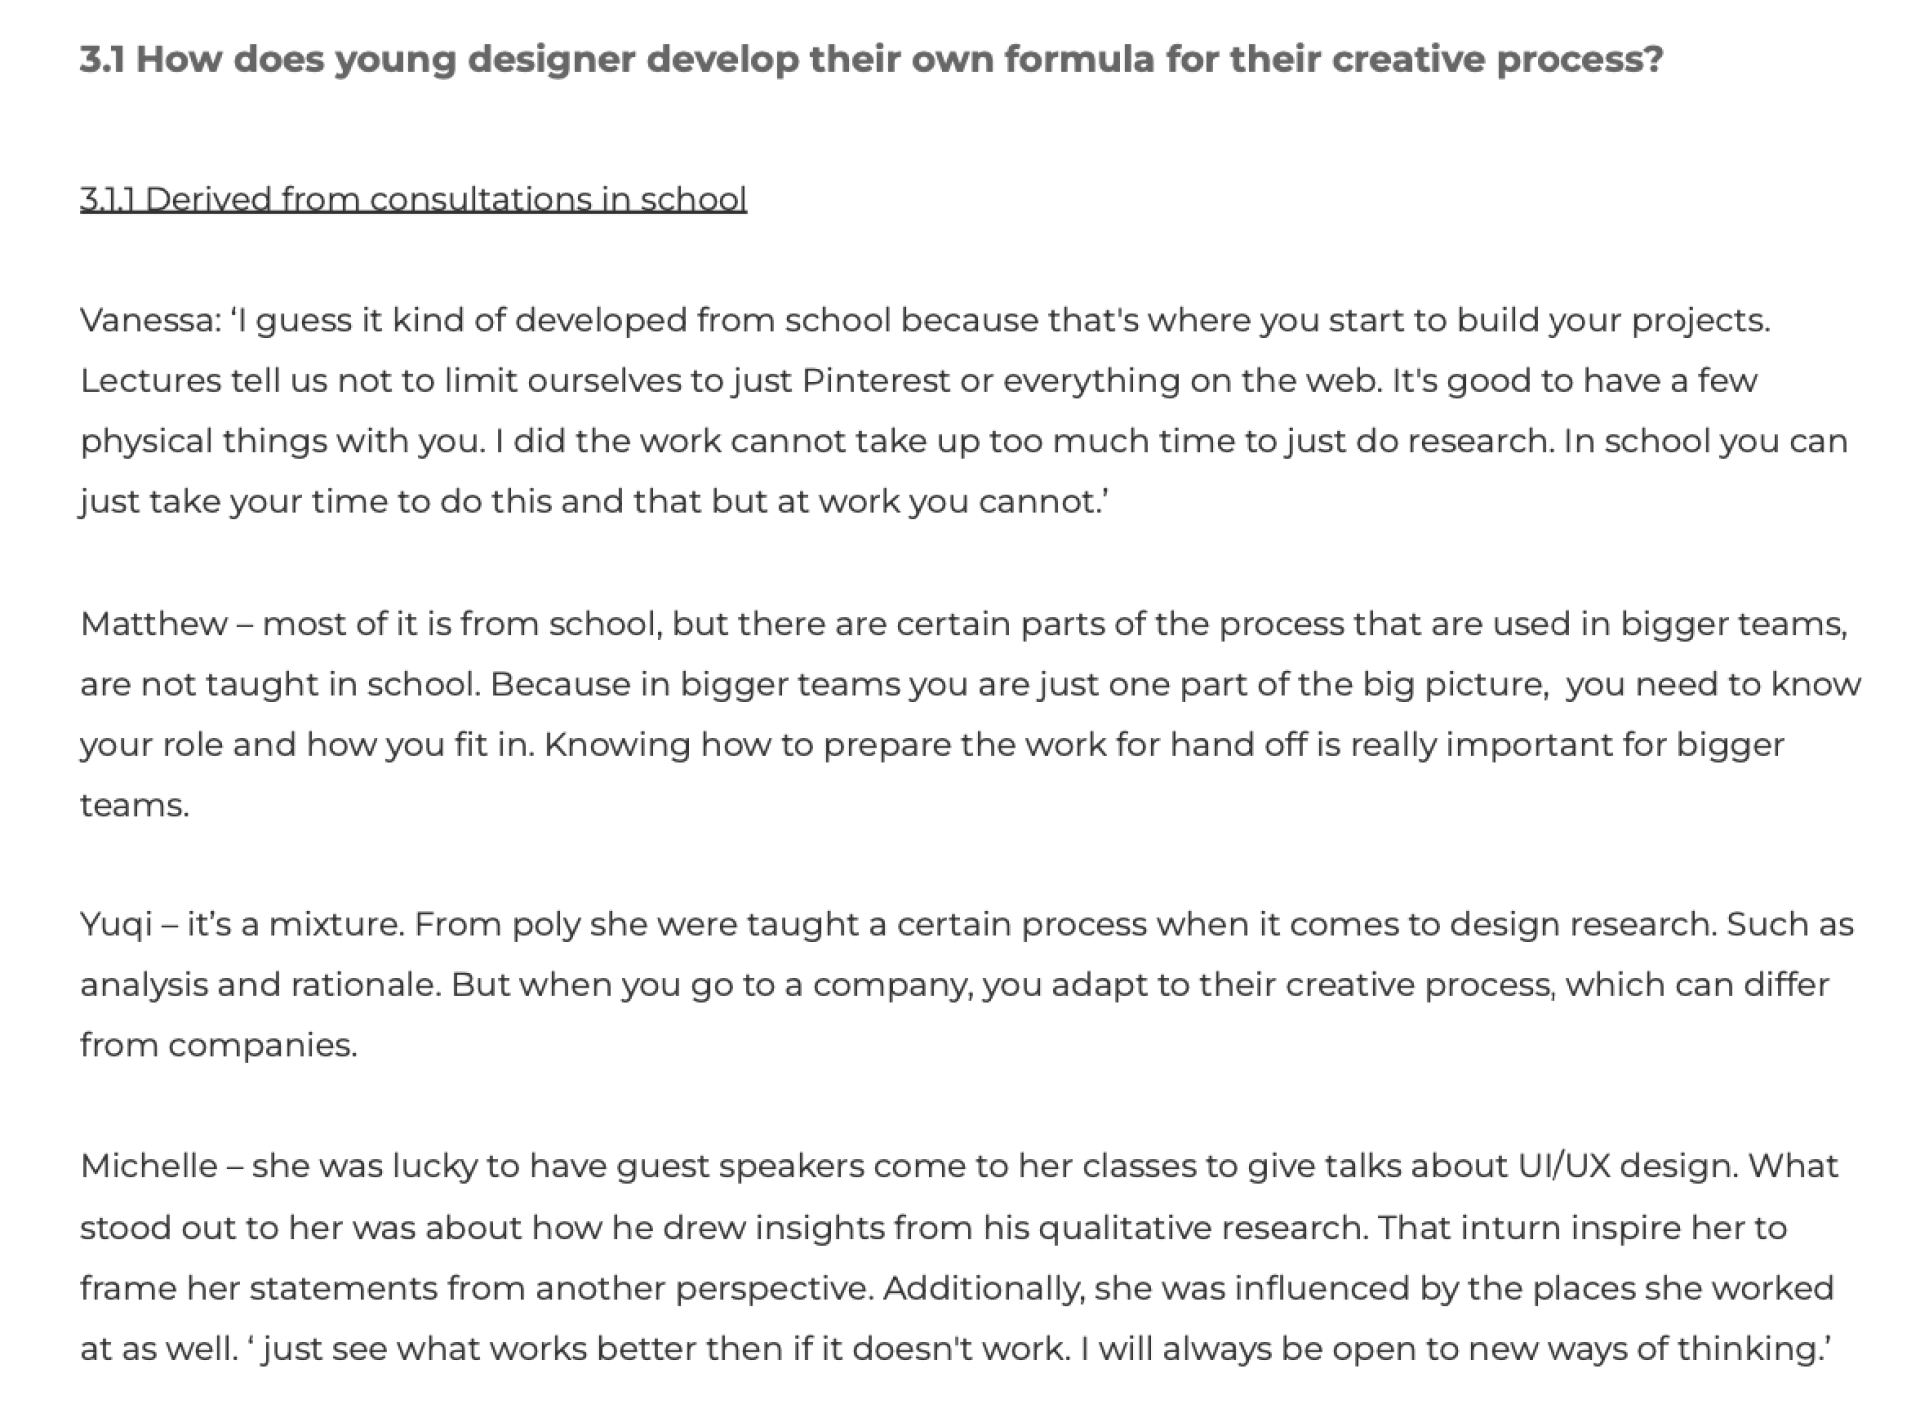 3.1 How does young designer develop their own formula for their creative process?
3.1.1 Derived from consultations in school
Vanessa: ‘I guess it kind of developed from school because that's where you start to build your projects.
Lectures tell us not to limit ourselves to just Pinterest or everything on the web. It's good to have a few
physical things with you. I did the work cannot take up too much time to just do research. In school you can
just take your time to do this and that but at work you cannot.’
Matthew – most of it is from school, but there are certain parts of the process that are used in bigger teams,
are not taught in school. Because in bigger teams you are just one part of the big picture,  you need to know
your role and how you fit in. Knowing how to prepare the work for hand off is really important for bigger
teams.
Yuqi – it’s a mixture. From poly she were taught a certain process when it comes to design research. Such as
analysis and rationale. But when you go to a company, you adapt to their creative process, which can differ
from companies.
Michelle – she was lucky to have guest speakers come to her classes to give talks about UI/UX design. What
stood out to her was about how he drew insights from his qualitative research. That inturn inspire her to
frame her statements from another perspective. Additionally, she was influenced by the places she worked
at as well. ‘ just see what works better then if it doesn't work. I will always be open to new ways of thinking.’